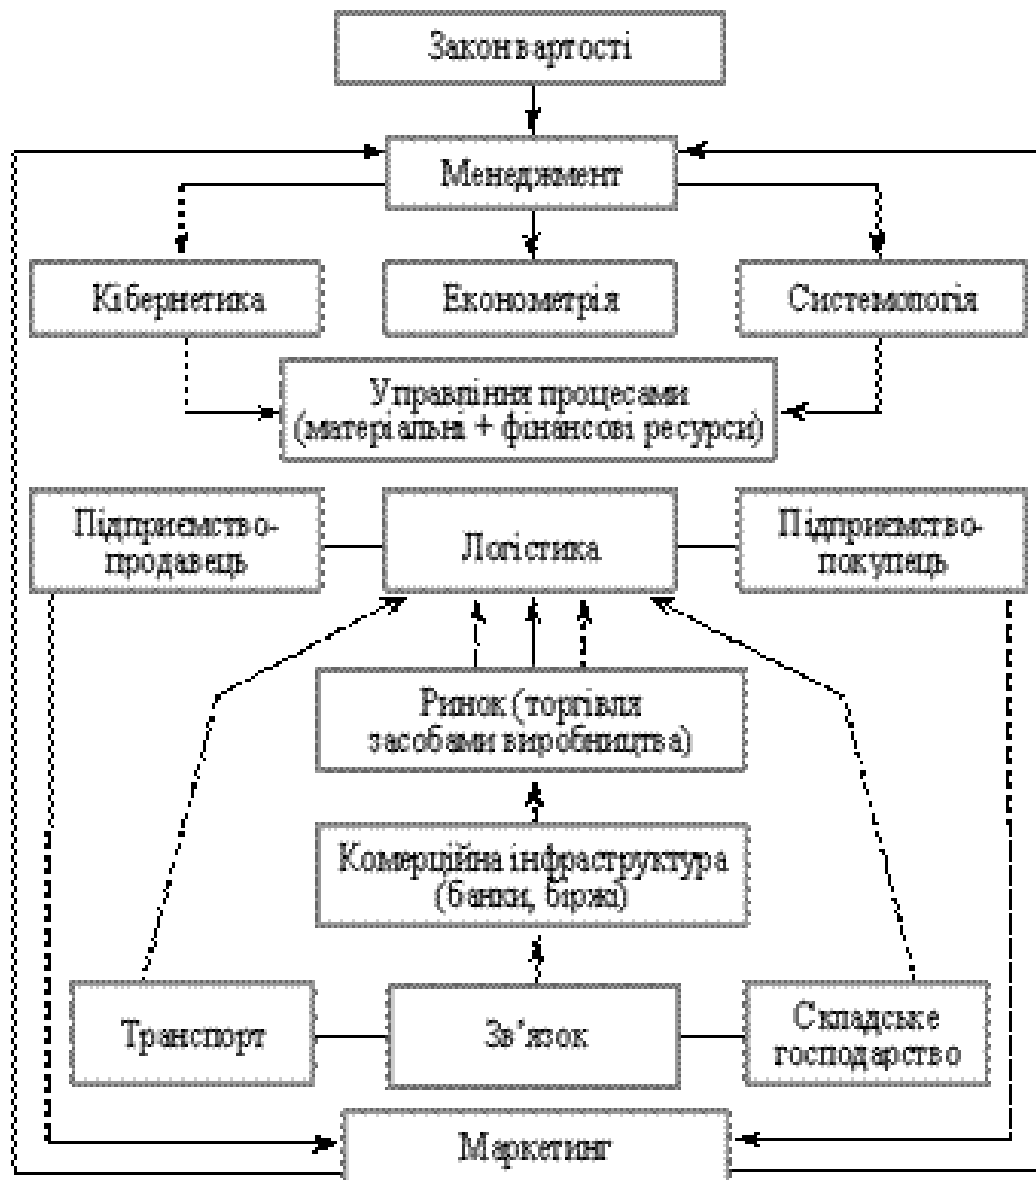 Закон вартості
Менеджмент
Кібернетика
Економетрія
Системологія
Управління процесами
(матеріальні + фінансові ресурси)
Підприємство-
продавець
Логістика
Підприємство-
покупець
Ринок (торгівля
засобами виробництва)
Комерційна інфраструктура
(банки, біржі)
Транспорт
Зв’язок
Складське
господарство
Маркетинг